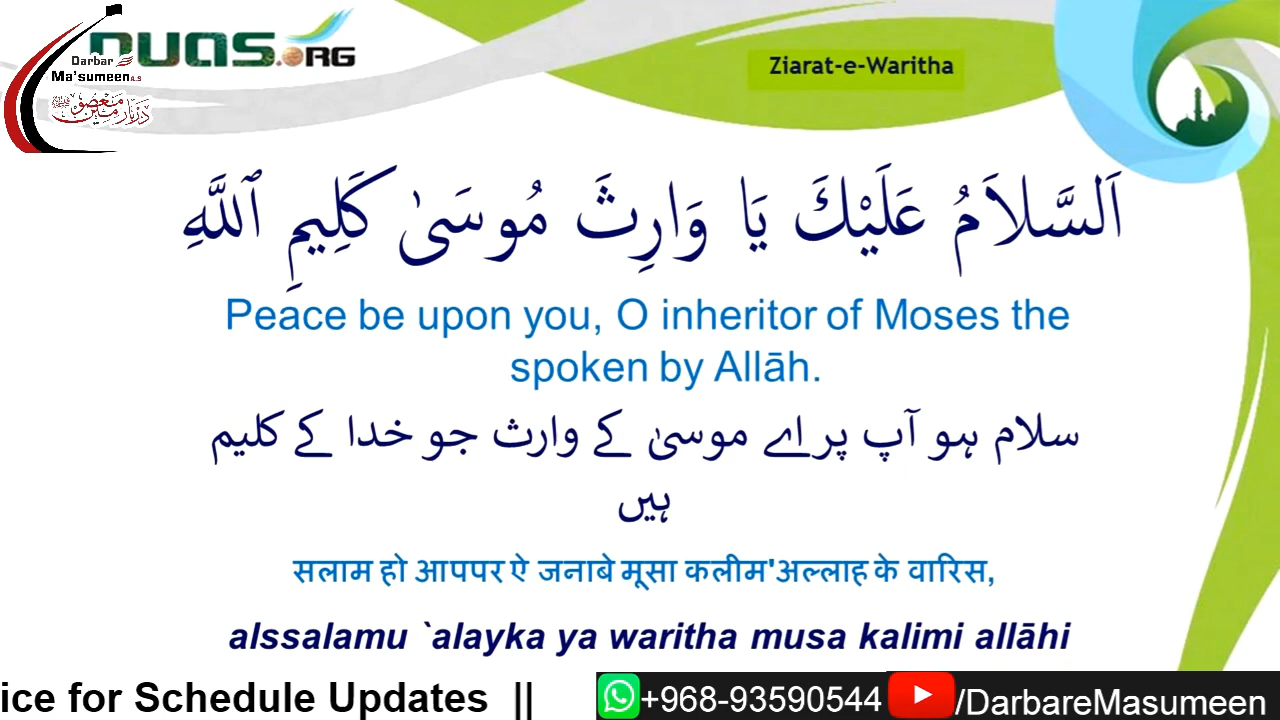 DUAS.ORG
Darbar
Ma'sumeen a.s
دربار معصومین
Ziarat-e-Waritha
اَلسَّلاَمُ عَلَيْكَ يَا وَارِثَ مُوسَىٰ كَلِيمِ ٱللَّهِ
Peace be upon you, O inheritor of Moses the
spoken by Allāh.
سلام ہو آپ پر اے موسیٰ کے وارث جو خدا کے کلیم
ہیں
सलाम हो आपपर ऐ जनाबे मूसा कलीम'अल्लाह के वारिस,
alssalamu `alayka ya waritha musa kalimi allāhi
ice for Schedule Updates ||
+968-93590544
/DarbareMasumeen